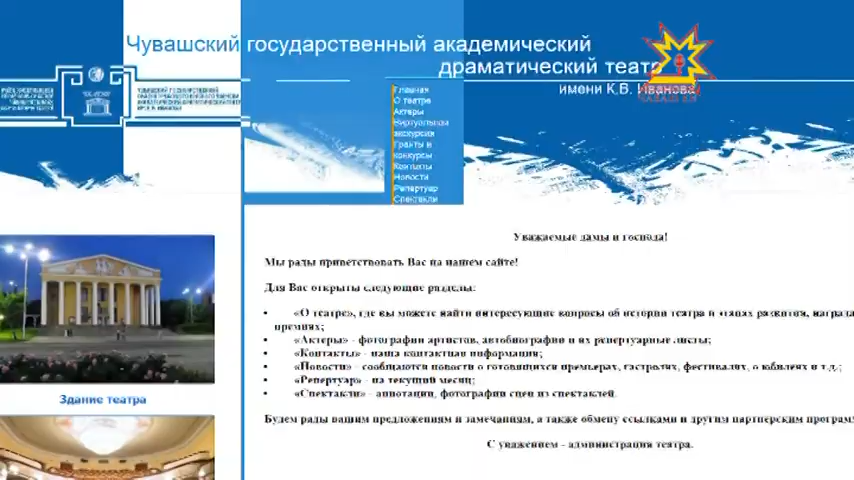 Чувашский государственный академический
драматический театр
имени К.В. Иванова
Главная
О театре
Актеры
Виртуальная
экскурсия
Гранты и
конкурсы
Контакты
Новости
Репертуар
Спектакли
Уважаемые дамы и господа!
Мы рады приветствовать Вас на нашем сайте!
Для Вас открыты следующие разделы:
• «О театре», где вы можете найти интересующие вопросы об истории театра и этапах развития, награда
премиях;
• «Актеры» - фотографии артистов, автобиографию и их репертуарные листы;
• «Контакты» - наша контактная информация;
• «Новости» - сообщаются новости о готовящихся премьерах, гастролях, фестивалях, о юбилеях и т.д.;
• «Репертуар» - на текущий месяц;
• «Спектакли» - аннотации, фотографии сцен из спектаклей.
Будем рады вашим предложениям и замечаниям, а также обмену ссылками и другим партнерским програм
С уважением - администрация театра.
Здание театра